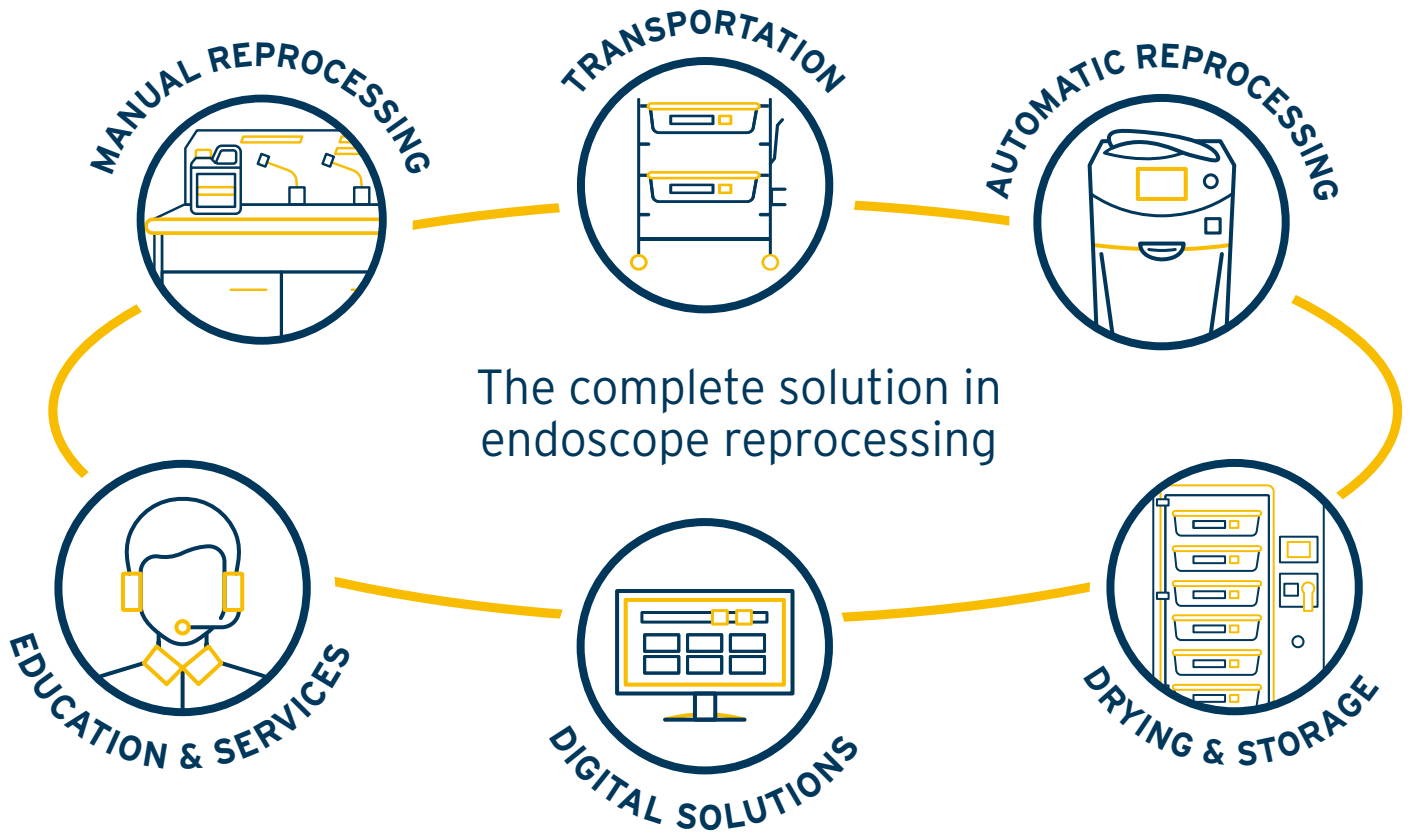 MANUAL REPROCESSING
TRANSPORTATION
AUTOMATIC REPROCESSING
The complete solution in
endoscope reprocessing
EDUCATION & SERVICES
DIGITAL SOLUTIONS
DRYING & STORAGE